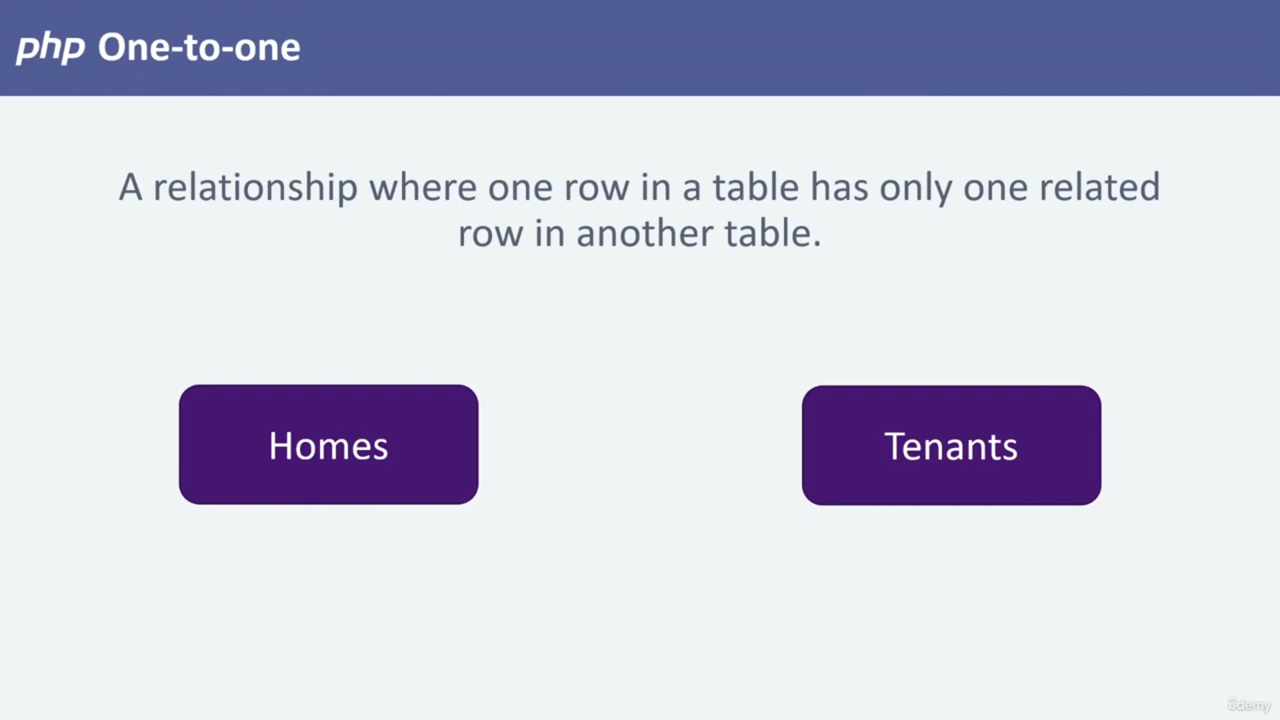 php One-to-one
A relationship where one row in a table has only one related
row in another table.
Homes
Tenants
ûdemy